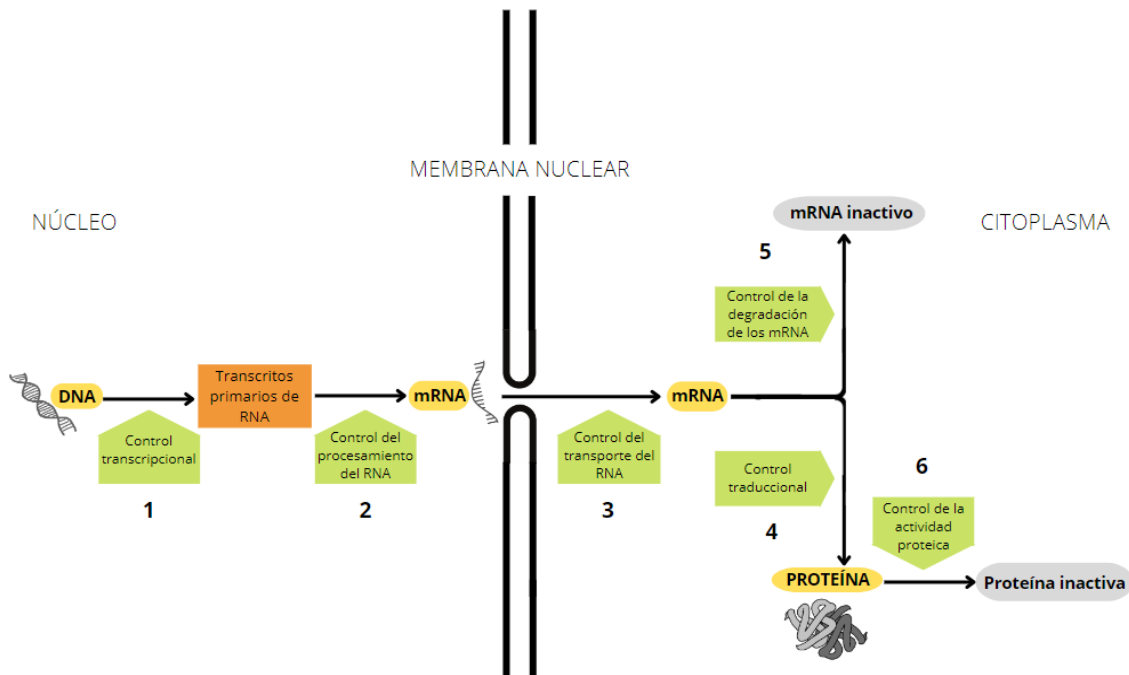 MEMBRANA NUCLEAR
NÚCLEO
CITOPLASMA
mRNA inactivo
5
Control de la
degradación
de los mRNA
DNA
Transcritos
primarios de
RNA
mRNA
mRNA
Control
transcripcional
Control del
procesamiento
del RNA
Control del
transporte del
RNA
Control
traduccional
6
Control de la
actividad
proteica
1
2
3
4
PROTEÍNA
Proteína inactiva